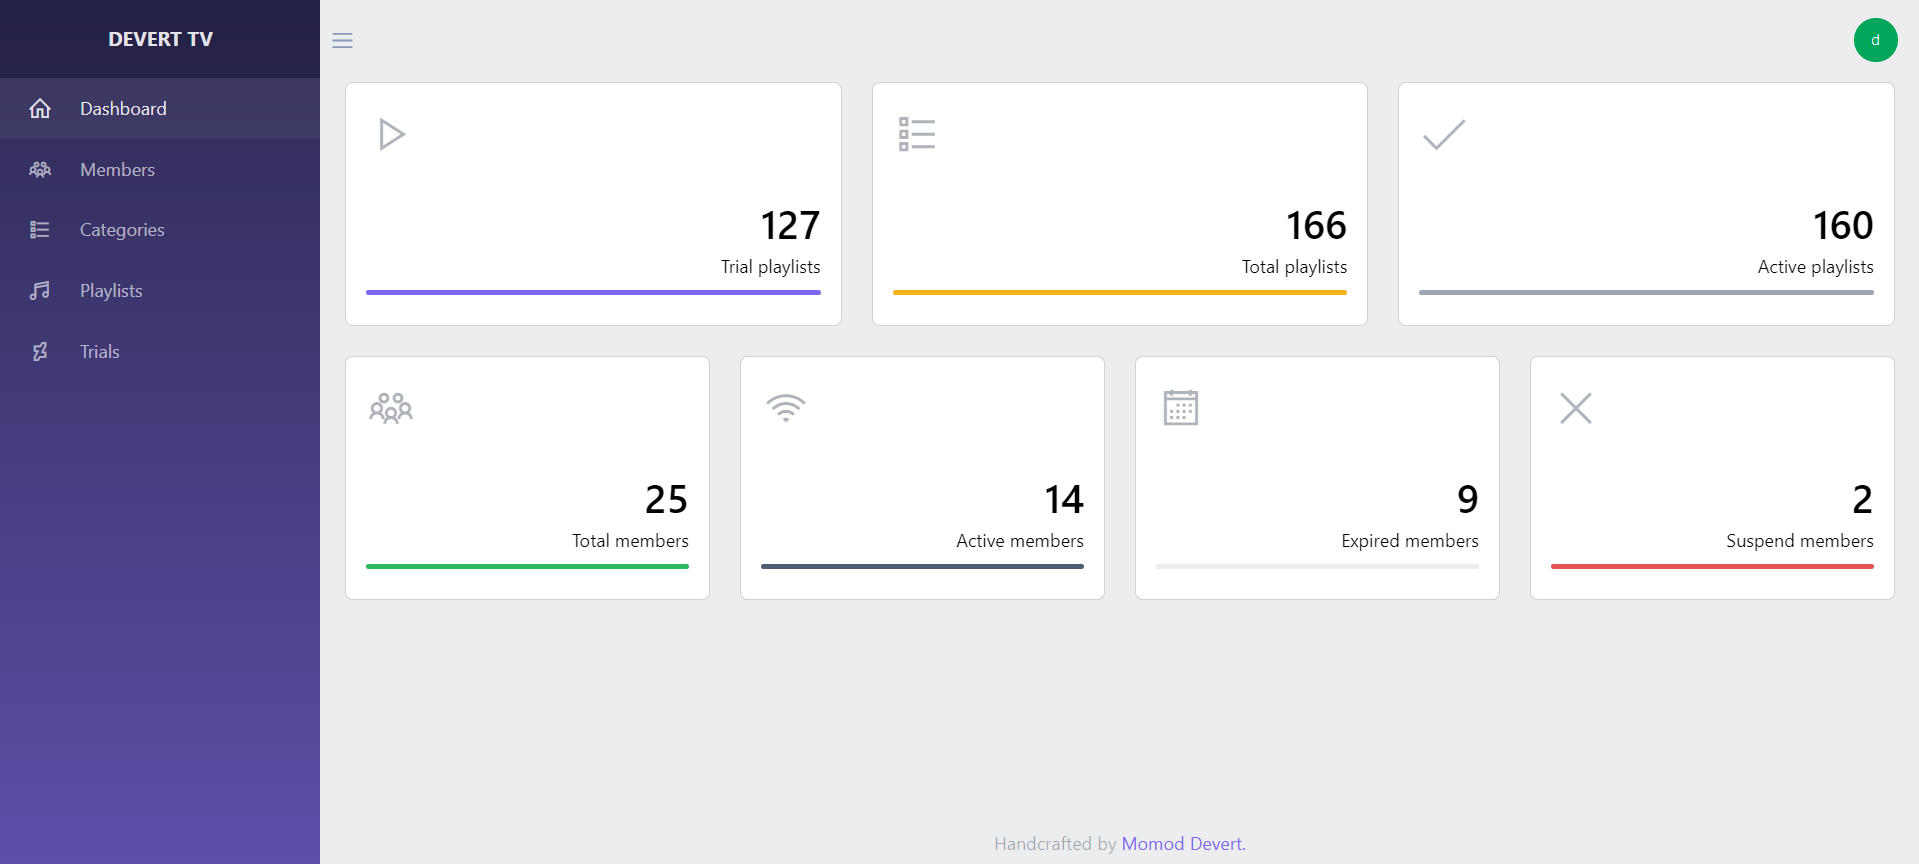 DEVERT TV
Dashboard
Members
Categories
Playlists
Trials
d
127
Trial playlists
166
Total playlists
160
Active playlists
25
Total members
14
Active members
9
Expired members
2
Suspend members
Handcrafted by Momod Devert.